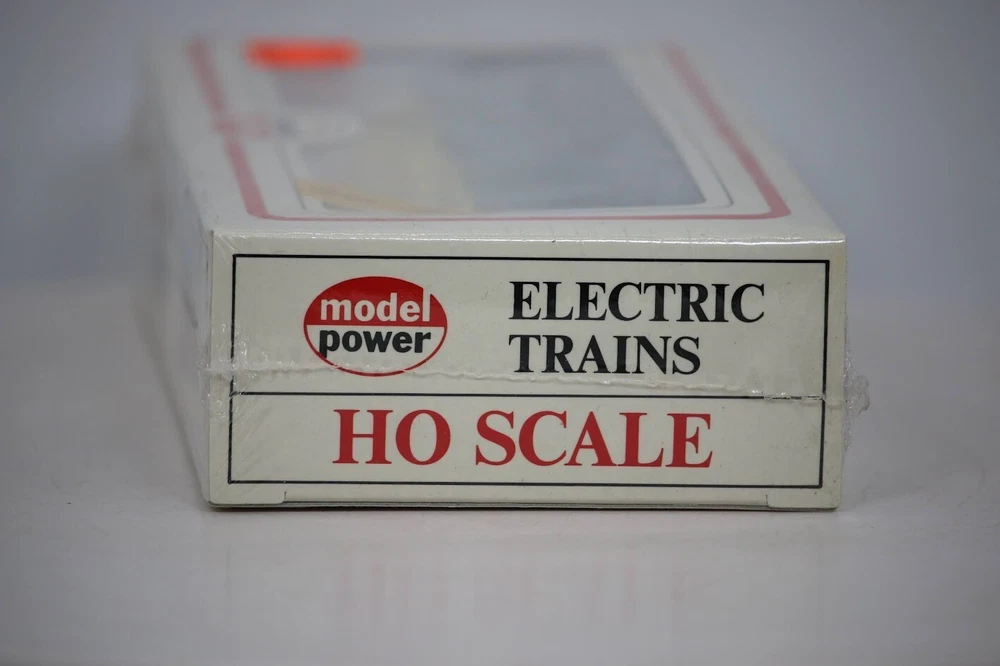 model
power
ELECTRIC
TRAINS
HO SCALE